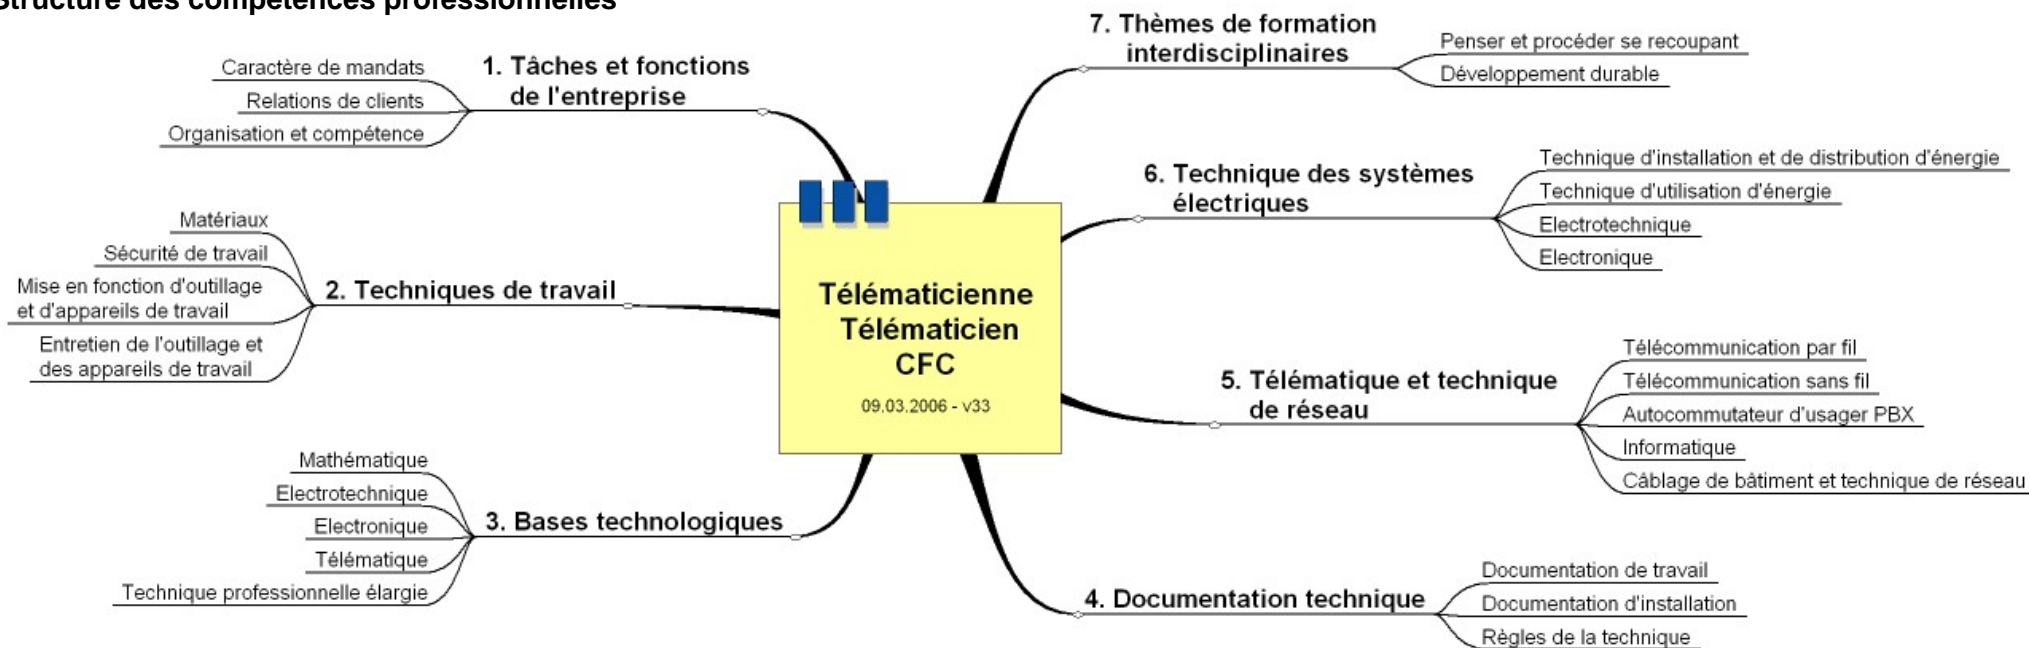 Structure des compétences professionnelles
1. Tâches et fonctions
de l'entreprise
Caractère de mandats
Relations de clients
Organisation et compétence
2. Techniques de travail
Matériaux
Sécurité de travail
Mise en fonction d'outillage
et d'appareils de travail
Entretien de l'outillage et
des appareils de travail
3. Bases technologiques
Mathématique
Electrotechnique
Electronique
Télématique
Technique professionnelle élargie
Télématicienne
Télématicien
CFC
09.03.2006 - v33
7. Thèmes de formation
interdisciplinaires
Penser et procéder se recoupant
Développement durable
6. Technique des systèmes
électriques
Technique d'installation et de distribution d'énergie
Technique d'utilisation d'énergie
Electrotechnique
Electronique
5. Télématique et technique
de réseau
Télécommunication par fil
Télécommunication sans fil
Autocommutateur d'usager PBX
Informatique
Câblage de bâtiment et technique de réseau
4. Documentation technique
Documentation de travail
Documentation d'installation
Règles de la technique